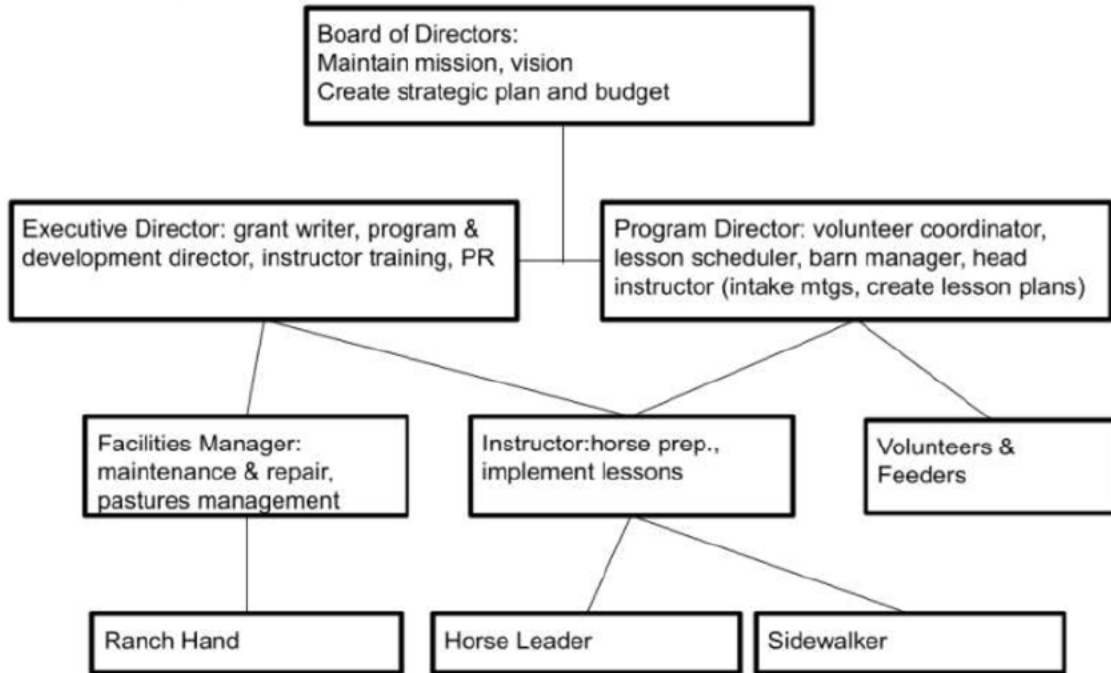 Board of Directors:
Maintain mission, vision
Create strategic plan and budget
Executive Director: grant writer, program &
development director, instructor training, PR
Program Director: volunteer coordinator,
lesson scheduler, barn manager, head
instructor (intake mtgs, create lesson plans)
Facilities Manager:
maintenance & repair,
pastures management
Instructor:horse prep.,
implement lessons
Volunteers &
Feeders
Ranch Hand
Horse Leader
Sidewalker